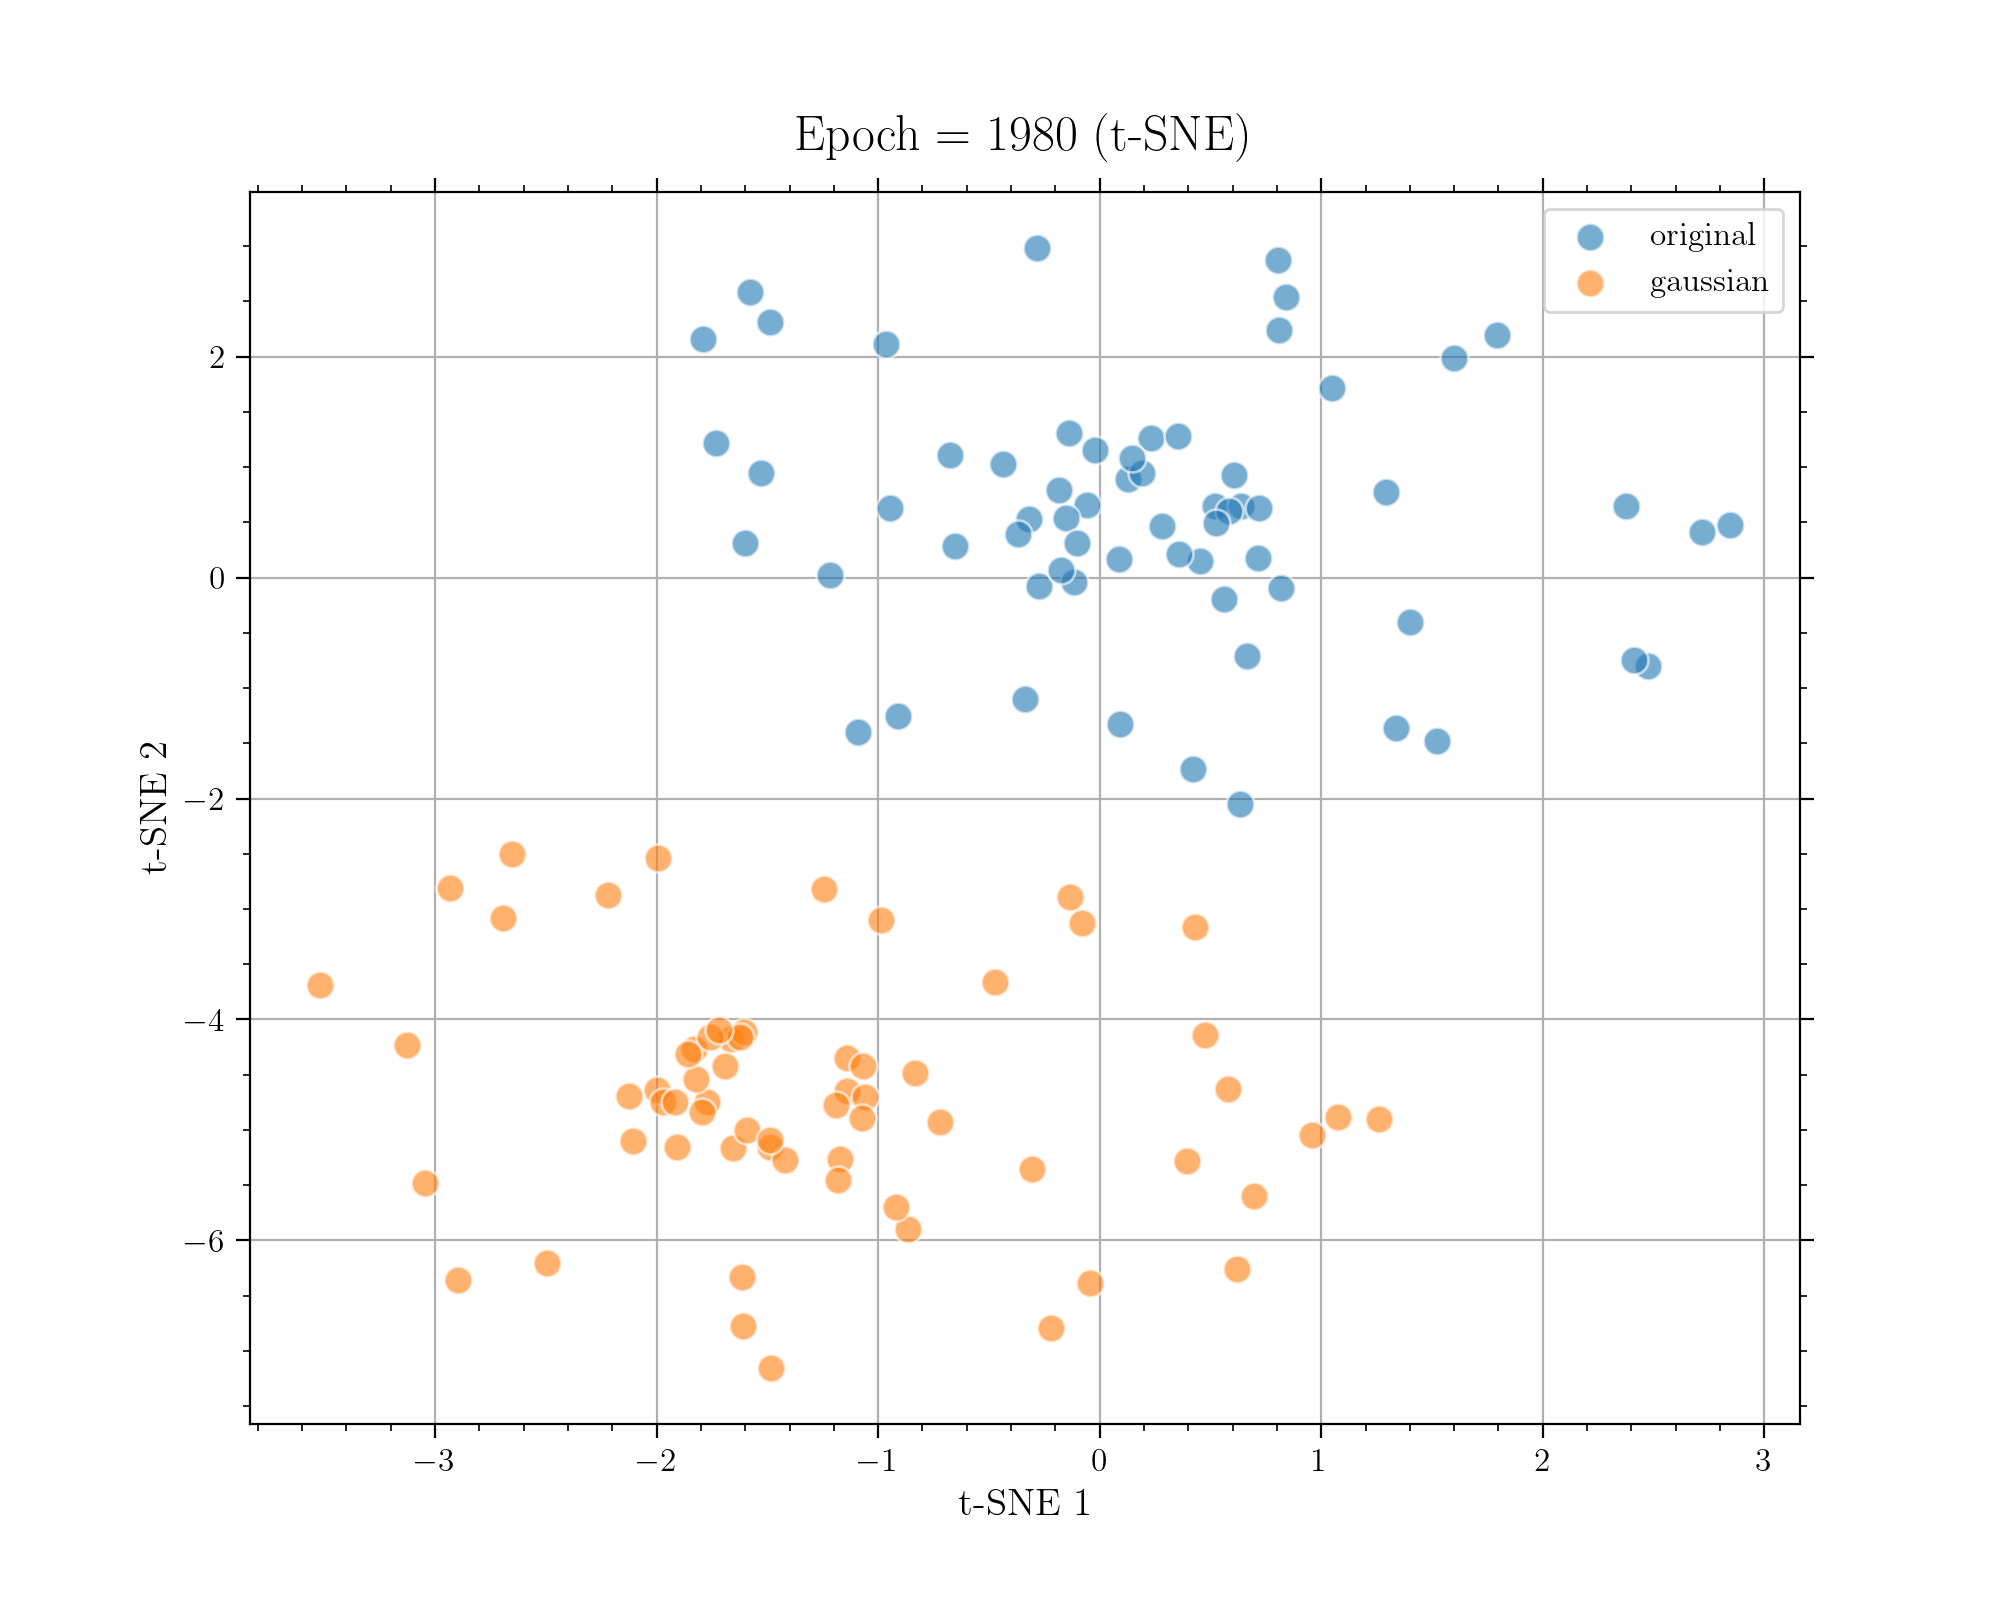 Epoch = 1980 (t-SNE)
original
gaussian
2
0
−2
−4
−6
t-SNE 2
−3 −2 −1 0 1 2 3
t-SNE 1